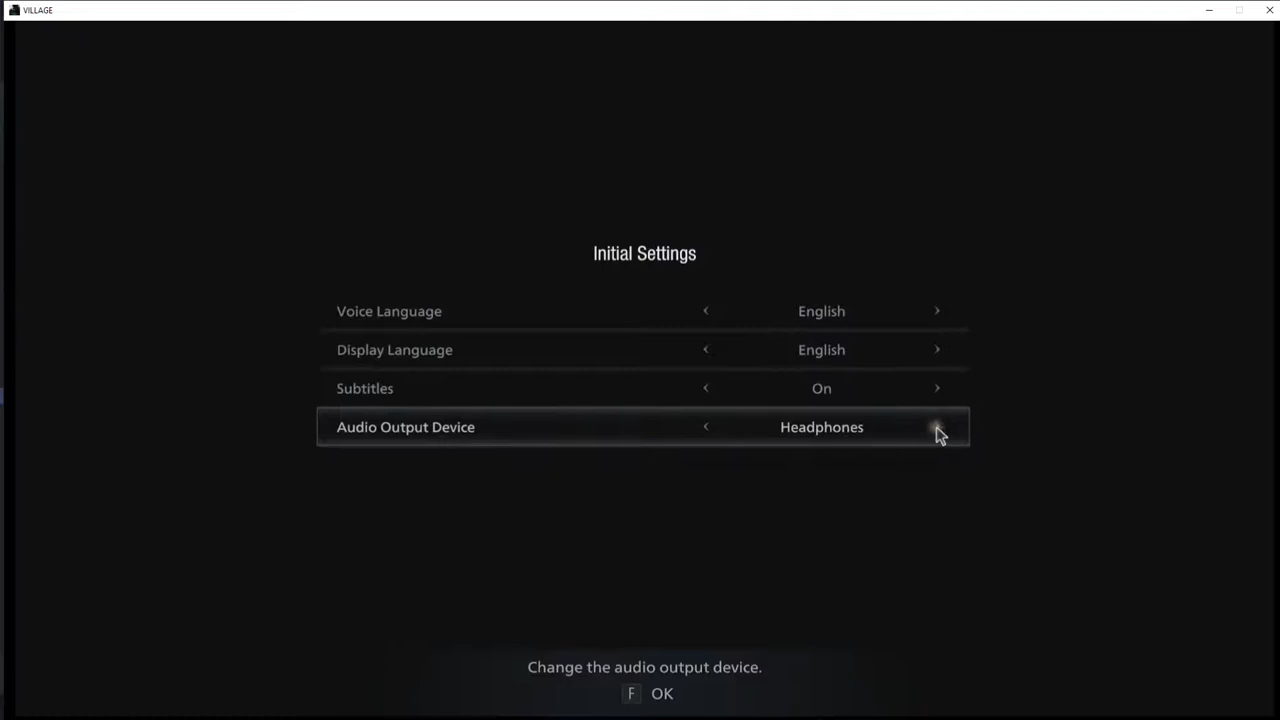 VILLAGE
Initial Settings
Voice Language < English >
Display Language < English >
Subtitles < On >
Audio Output Device < Headphones
Change the audio output device.
F OK